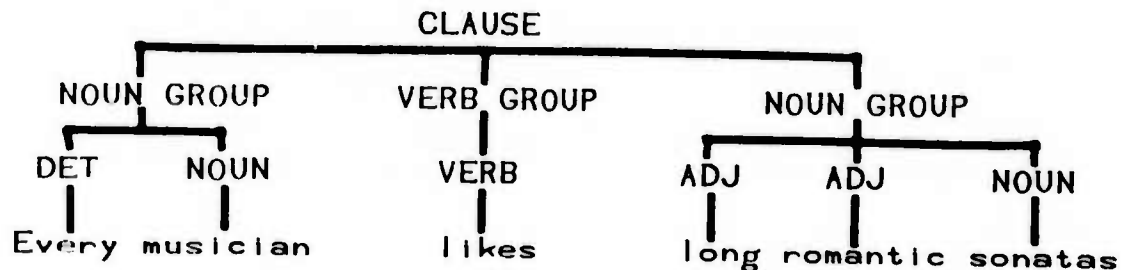 CLAUSE
NOUN GROUP VERB GROUP NOUN GROUP
DET NOUN VERB ADJ ADJ NOUN
Every musician likes long romantic sonatas